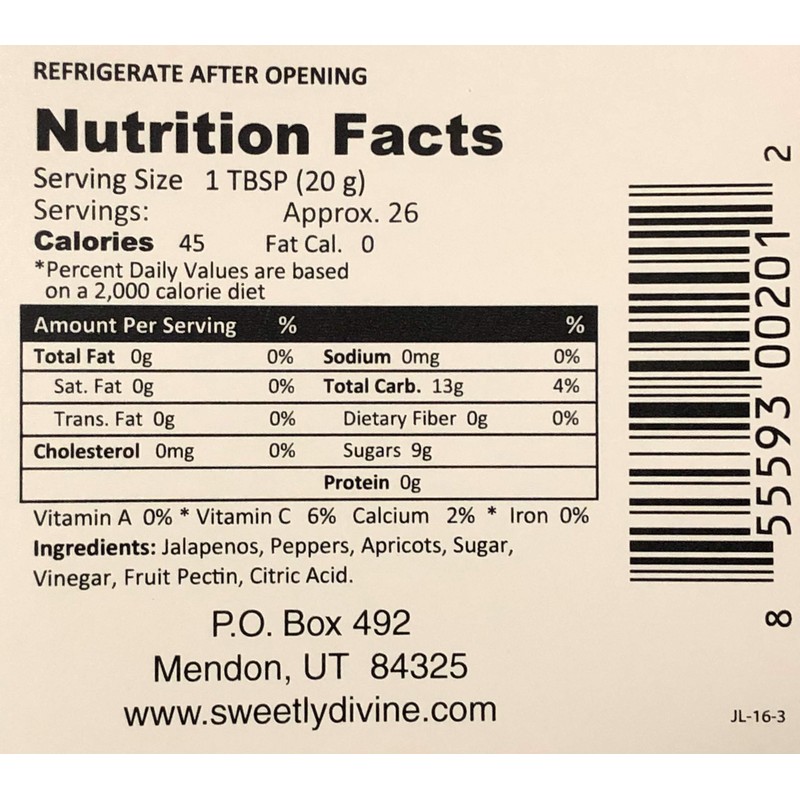 REFRIGERATE AFTER OPENING
Nutrition Facts
Serving Size 1 TBSP (20 g)
Servings: Approx. 26
Calories 45 Fat Cal. 0
*Percent Daily Values are based
on a 2,000 calorie diet
Amount Per Serving % %
Total Fat 0g 0% Sodium 0mg 0%
Sat. Fat 0g 0% Total Carb. 13g 4%
Trans. Fat 0g 0% Dietary Fiber 0g 0%
Cholesterol 0mg 0% Sugars 9g
Protein 0g
Vitamin A 0% * Vitamin C 6% Calcium 2% * Iron 0%
Ingredients: Jalapenos, Peppers, Apricots, Sugar,
Vinegar, Fruit Pectin, Citric Acid.
P.O. Box 492
Mendon, UT 84325
www.sweetlydivine.com
8 55593 00201 2
JL-16-3